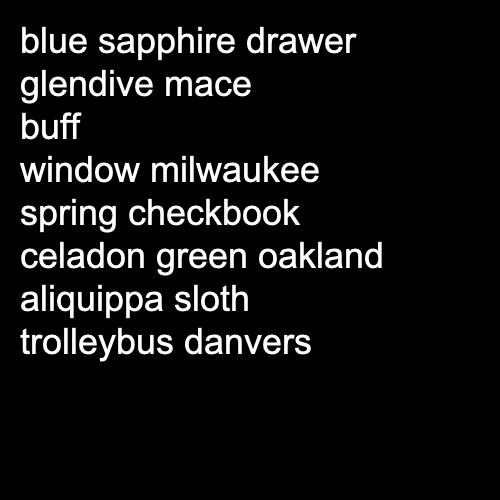 blue sapphire drawer
glendive mace
buff
window milwaukee
spring checkbook
celadon green oakland
aliquippa sloth
trolleybus danvers